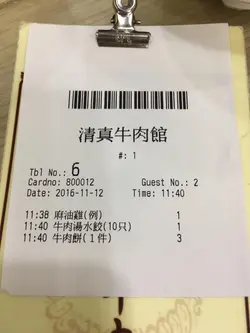 清真牛肉館
#: 1
Tbl No.: 6
Cardno: 800012 Guest No.: 2
Date: 2016-11-12 Time: 11:40
11:38 麻油雞(例) 1
11:40 牛肉湯水餃(10只) 1
11:40 牛肉餅(1件) 3